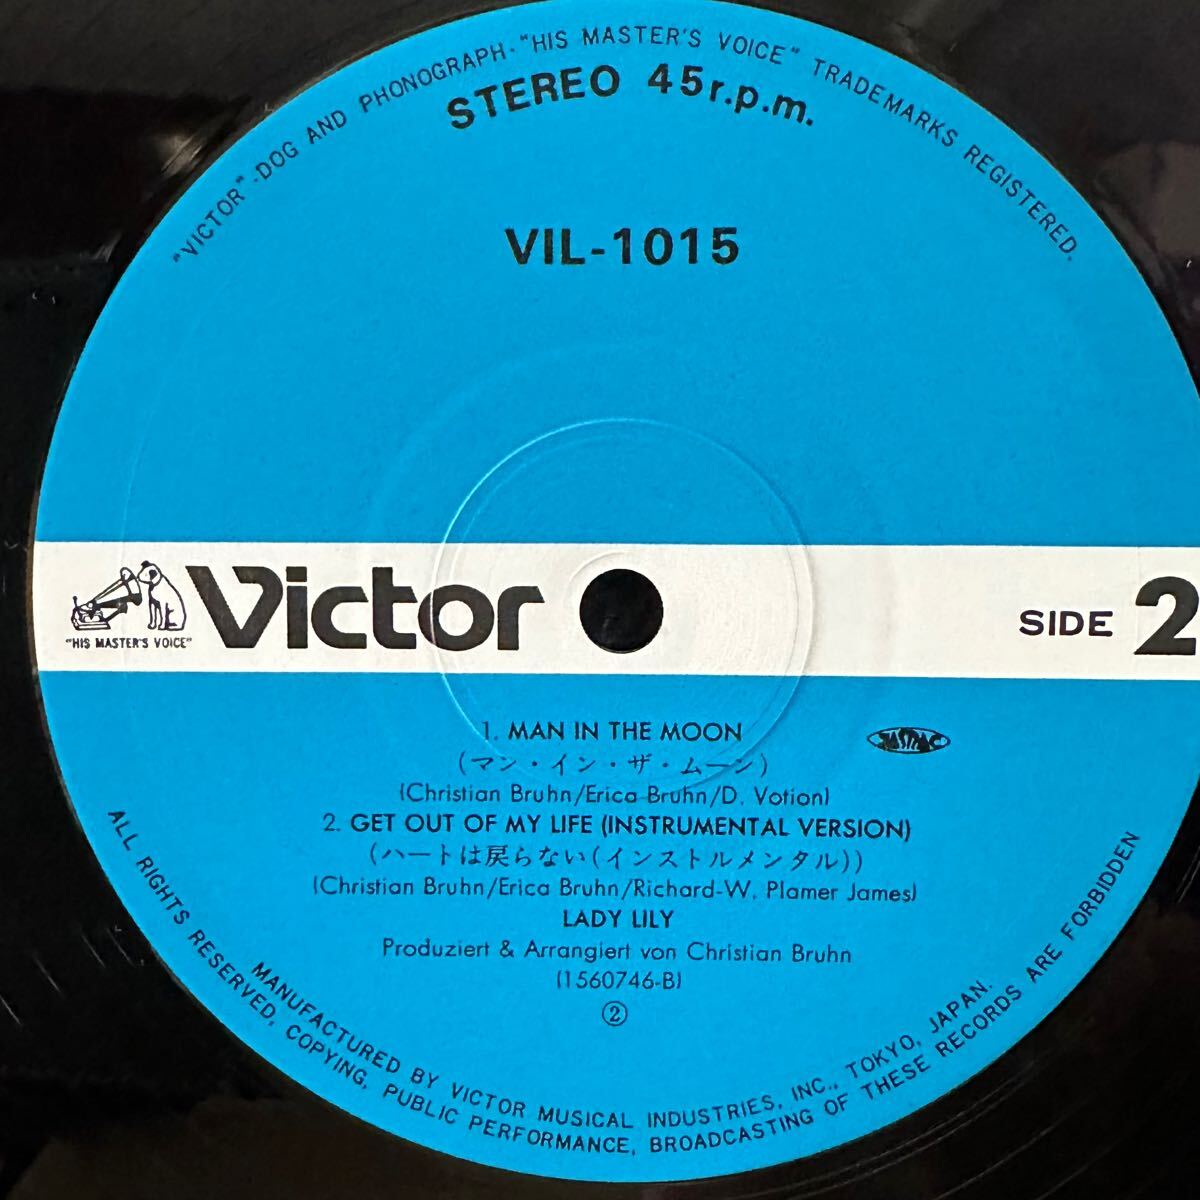 "VICTOR"-DOG AND PHONOGRAPH-"HIS MASTER'S VOICE" TRADEMARKS REGISTERED.
STEREO 45r.p.m.
VIL-1015
"HIS MASTER'S VOICE"
Victor
SIDE 2
1. MAN IN THE MOON
(マン・イン・ザ・ムーン)
(Christian Bruhn/Erica Bruhn/D. Votion)
2. GET OUT OF MY LIFE (INSTRUMENTAL VERSION)
(ハートは戻らない(インストルメンタル))
(Christian Bruhn/Erica Bruhn/Richard-W. Plamer James)
LADY LILY
Produziert & Arrangiert von Christian Bruhn
(1560746-B)
②
MANUFACTURED BY VICTOR MUSICAL INDUSTRIES, INC., TOKYO, JAPAN.
ALL RIGHTS RESERVED, COPYING, PUBLIC PERFORMANCE, BROADCASTING OF THESE RECORDS ARE FORBIDDEN